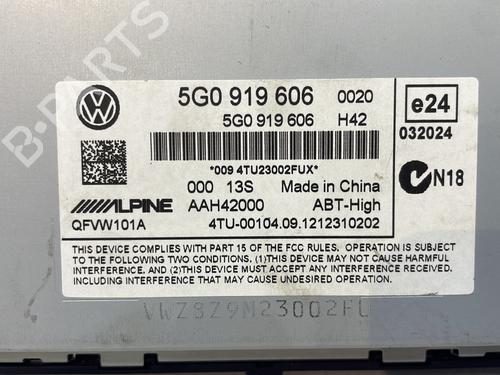 B-PARTS
5G0 919 606 0020
5G0 919 606 H42
e24
032024
*009 4TU23002FUX*
000 13S Made in China
N18
ALPINE AAH42000 ABT-High
QFVW101A 4TU-00104.09.1212310202
THIS DEVICE COMPLIES WITH PART 15 OF THE FCC RULES. OPERATION IS SUBJECT TO
THE FOLLOWING TWO CONDITIONS. (1)THIS DEVICE MAY NOT CAUSE HARMFUL
INTERFERENCE, AND (2)THIS DEVICE MUST ACCEPT ANY INTERFERENCE RECEIVED,
INCLUDING INTERFERENCE THAT MAY CAUSE UNDESIRED OPERATION.
VWZ8Z9M23002FL